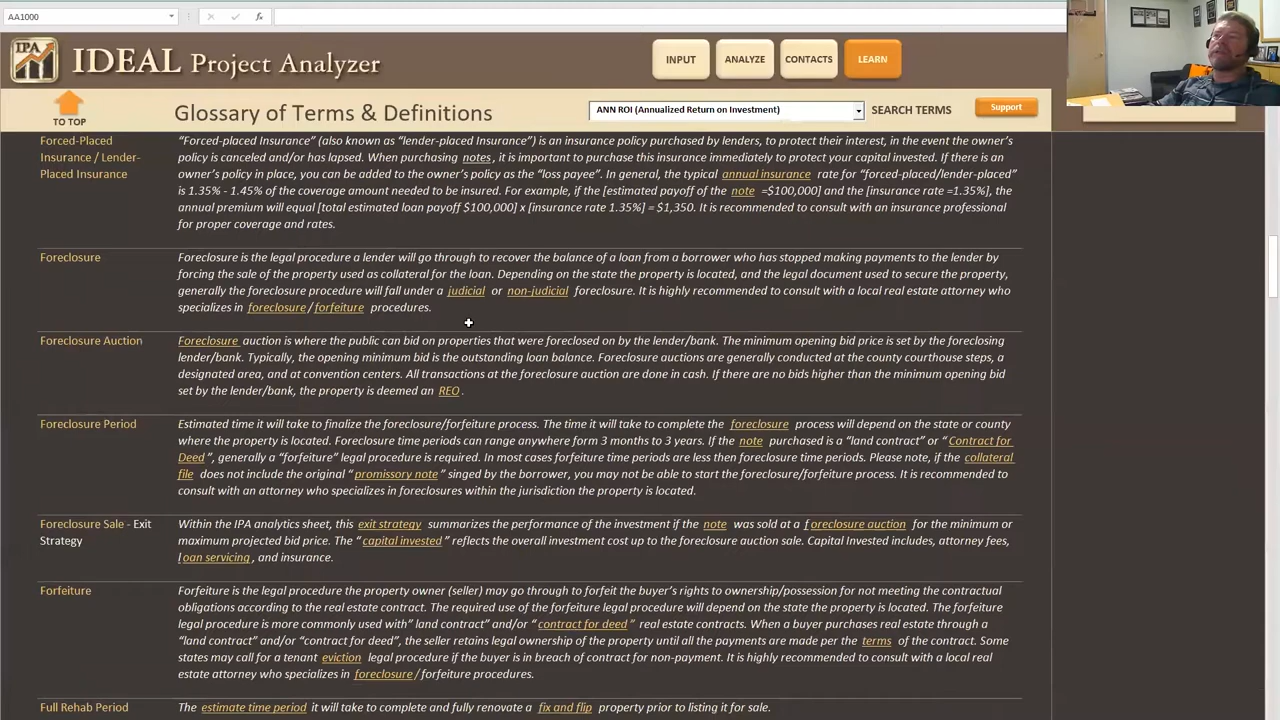 AA1000
fx
IPA
IDEAL Project Analyzer
INPUT
ANALYZE
CONTACTS
LEARN
TO TOP
Glossary of Terms & Definitions
ANN ROI (Annualized Return on Investment)
SEARCH TERMS
Support
Forced-Placed
Insurance / Lender-
Placed Insurance
"Forced-placed Insurance" (also known as "lender-placed Insurance") is an insurance policy purchased by lenders, to protect their interest, in the event the owner's
policy is canceled and/or has lapsed. When purchasing notes, it is important to purchase this insurance immediately to protect your capital invested. If there is an
owner's policy in place, you can be added to the owner's policy as the "loss payee". In general, the typical annual insurance rate for "forced-placed/lender-placed"
is 1.35% - 1.45% of the coverage amount needed to be insured. For example, if the [estimated payoff of the note =$100,000] and the [insurance rate =1.35%], the
annual premium will equal [total estimated loan payoff $100,000] x [insurance rate 1.35%] = $1,350. It is recommended to consult with an insurance professional
for proper coverage and rates.
Foreclosure
Foreclosure is the legal procedure a lender will go through to recover the balance of a loan from a borrower who has stopped making payments to the lender by
forcing the sale of the property used as collateral for the loan. Depending on the state the property is located, and the legal document used to secure the property,
generally the foreclosure procedure will fall under a judicial or non-judicial foreclosure. It is highly recommended to consult with a local real estate attorney who
specializes in foreclosure / forfeiture procedures.
Foreclosure Auction
Foreclosure auction is where the public can bid on properties that were foreclosed on by the lender/bank. The minimum opening bid price is set by the foreclosing
lender/bank. Typically, the opening minimum bid is the outstanding loan balance. Foreclosure auctions are generally conducted at the county courthouse steps, a
designated area, and at convention centers. All transactions at the foreclosure auction are done in cash. If there are no bids higher than the minimum opening bid
set by the lender/bank, the property is deemed an REO .
Foreclosure Period
Estimated time it will take to finalize the foreclosure/forfeiture process. The time it will take to complete the foreclosure process will depend on the state or county
where the property is located. Foreclosure time periods can range anywhere form 3 months to 3 years. If the note purchased is a "land contract" or " Contract for
Deed ", generally a "forfeiture" legal procedure is required. In most cases forfeiture time periods are less then foreclosure time periods. Please note, if the collateral
file does not include the original " promissory note " singed by the borrower, you may not be able to start the foreclosure/forfeiture process. It is recommended to
consult with an attorney who specializes in foreclosures within the jurisdiction the property is located.
Foreclosure Sale - Exit
Strategy
Within the IPA analytics sheet, this exit strategy summarizes the performance of the investment if the note was sold at a f oreclosure auction for the minimum or
maximum projected bid price. The " capital invested " reflects the overall investment cost up to the foreclosure auction sale. Capital Invested includes, attorney fees,
loan servicing , and insurance.
Forfeiture
Forfeiture is the legal procedure the property owner (seller) may go through to forfeit the buyer's rights to ownership/possession for not meeting the contractual
obligations according to the real estate contract. The required use of the forfeiture legal procedure will depend on the state the property is located. The forfeiture
legal procedure is more commonly used with" land contract" and/or " contract for deed " real estate contracts. When a buyer purchases real estate through a
"land contract" and/or "contract for deed", the seller retains legal ownership of the property until all the payments are made per the terms of the contract. Some
states may call for a tenant eviction legal procedure if the buyer is in breach of contract for non-payment. It is highly recommended to consult with a local real
estate attorney who specializes in foreclosure / forfeiture procedures.
Full Rehab Period
The estimate time period it will take to complete and fully renovate a fix and flip property prior to listing it for sale.